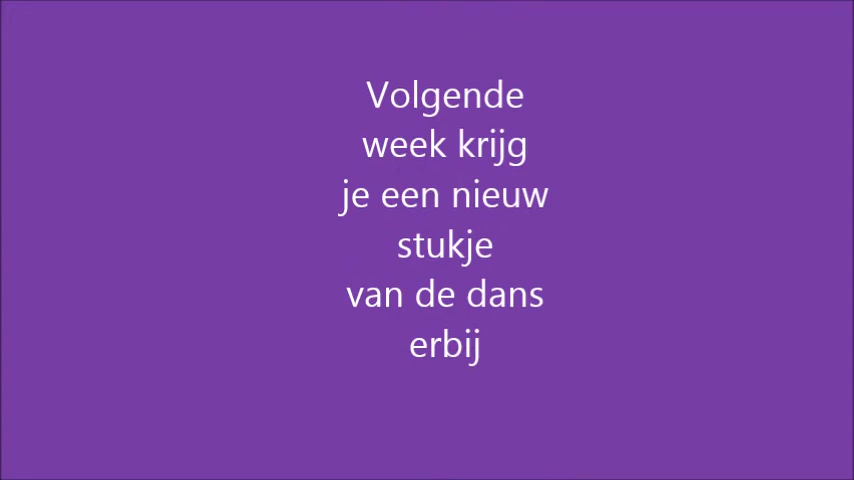 Volgende
week krijg
je een nieuw
stukje
van de dans
erbij